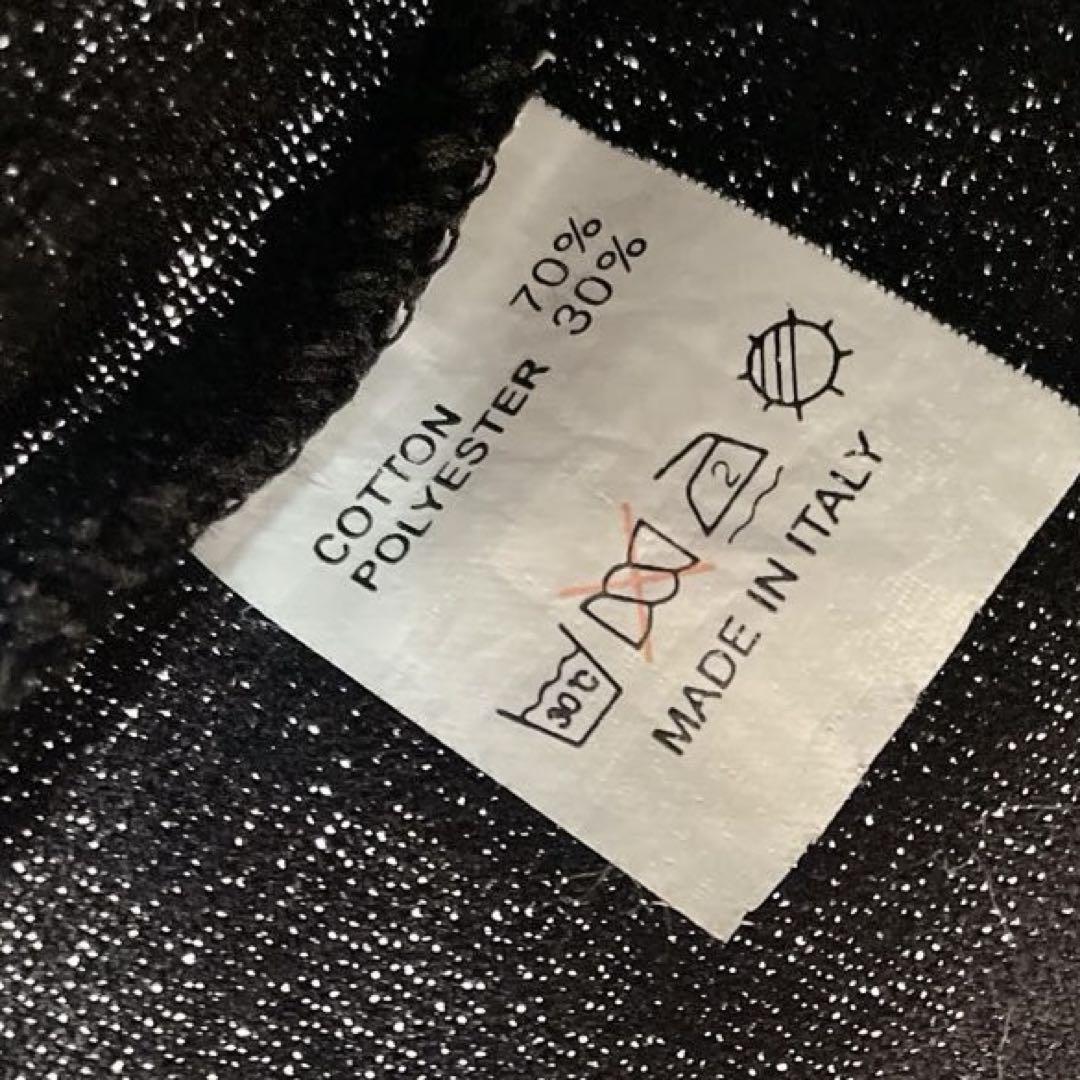 COTTON 70%
POLYESTER 30%
30℃
2
MADE IN ITALY